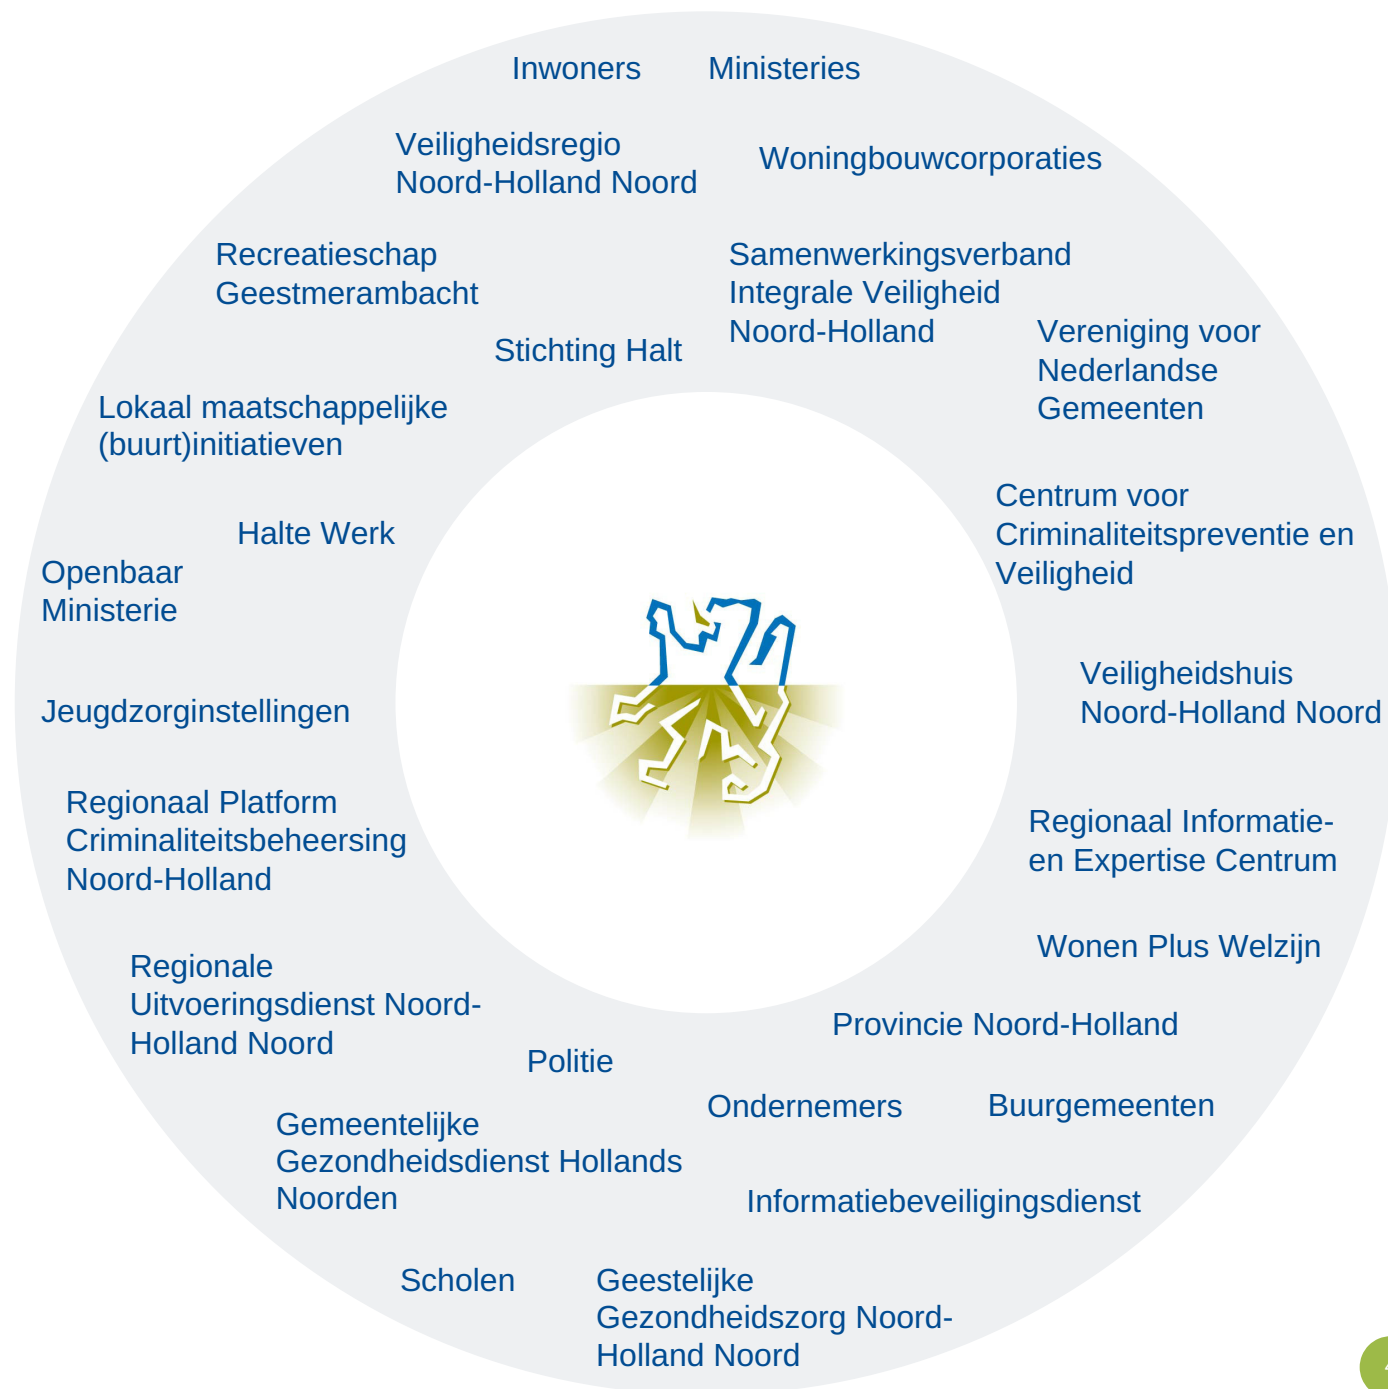 Inwoners
Ministeries
Veiligheidsregio
Noord-Holland Noord
Woningbouwcorporaties
Recreatieschap
Geestmerambacht
Samenwerkingsverband
Integrale Veiligheid
Noord-Holland
Stichting Halt
Vereniging voor
Nederlandse
Gemeenten
Lokaal maatschappelijke
(buurt)initiatieven
Centrum voor
Criminaliteitspreventie en
Veiligheid
Halte Werk
Openbaar
Ministerie
Veiligheidshuis
Noord-Holland Noord
Jeugdzorginstellingen
Regionaal Platform
Criminaliteitsbeheersing
Noord-Holland
Regionaal Informatie-
en Expertise Centrum
Wonen Plus Welzijn
Regionale
Uitvoeringsdienst Noord-
Holland Noord
Provincie Noord-Holland
Politie
Ondernemers
Buurgemeenten
Gemeentelijke
Gezondheidsdienst Hollands
Noorden
Informatiebeveiligingsdienst
Scholen
Geestelijke
Gezondheidszorg Noord-
Holland Noord